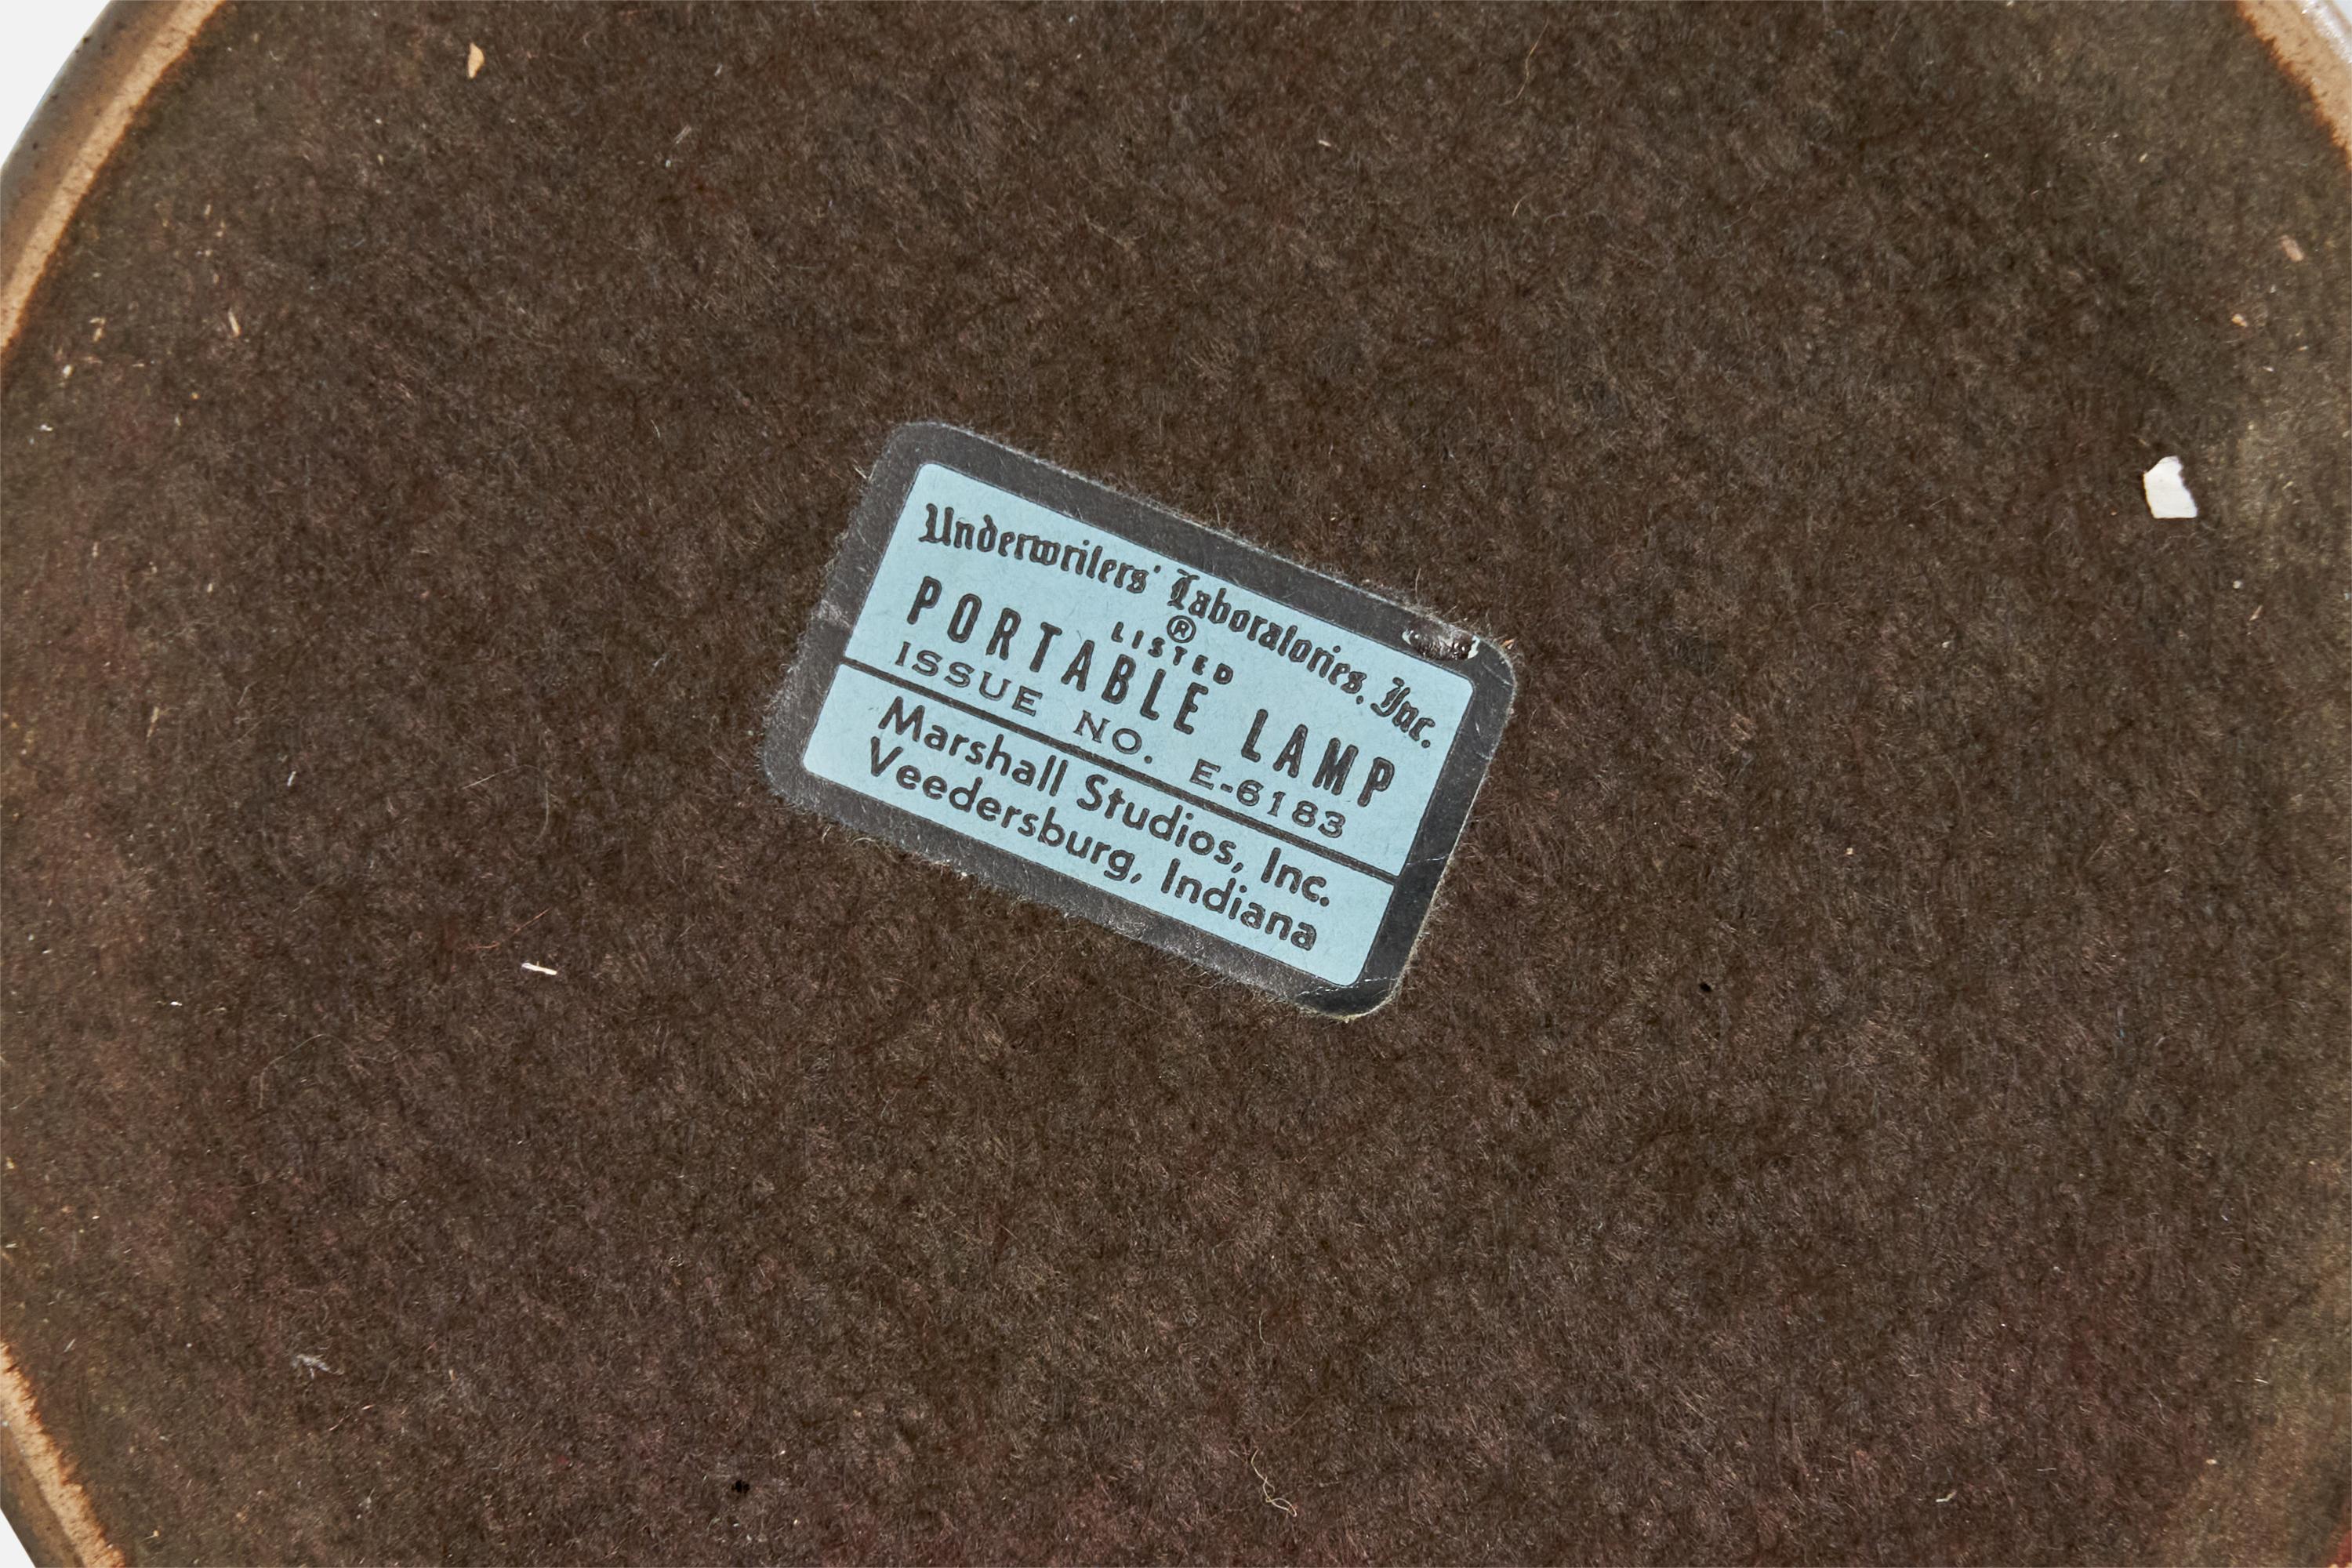 Underwriters' Laboratories, Inc.
®
LISTED
PORTABLE LAMP
ISSUE NO. E-6183
Marshall Studios, Inc.
Veedersburg, Indiana